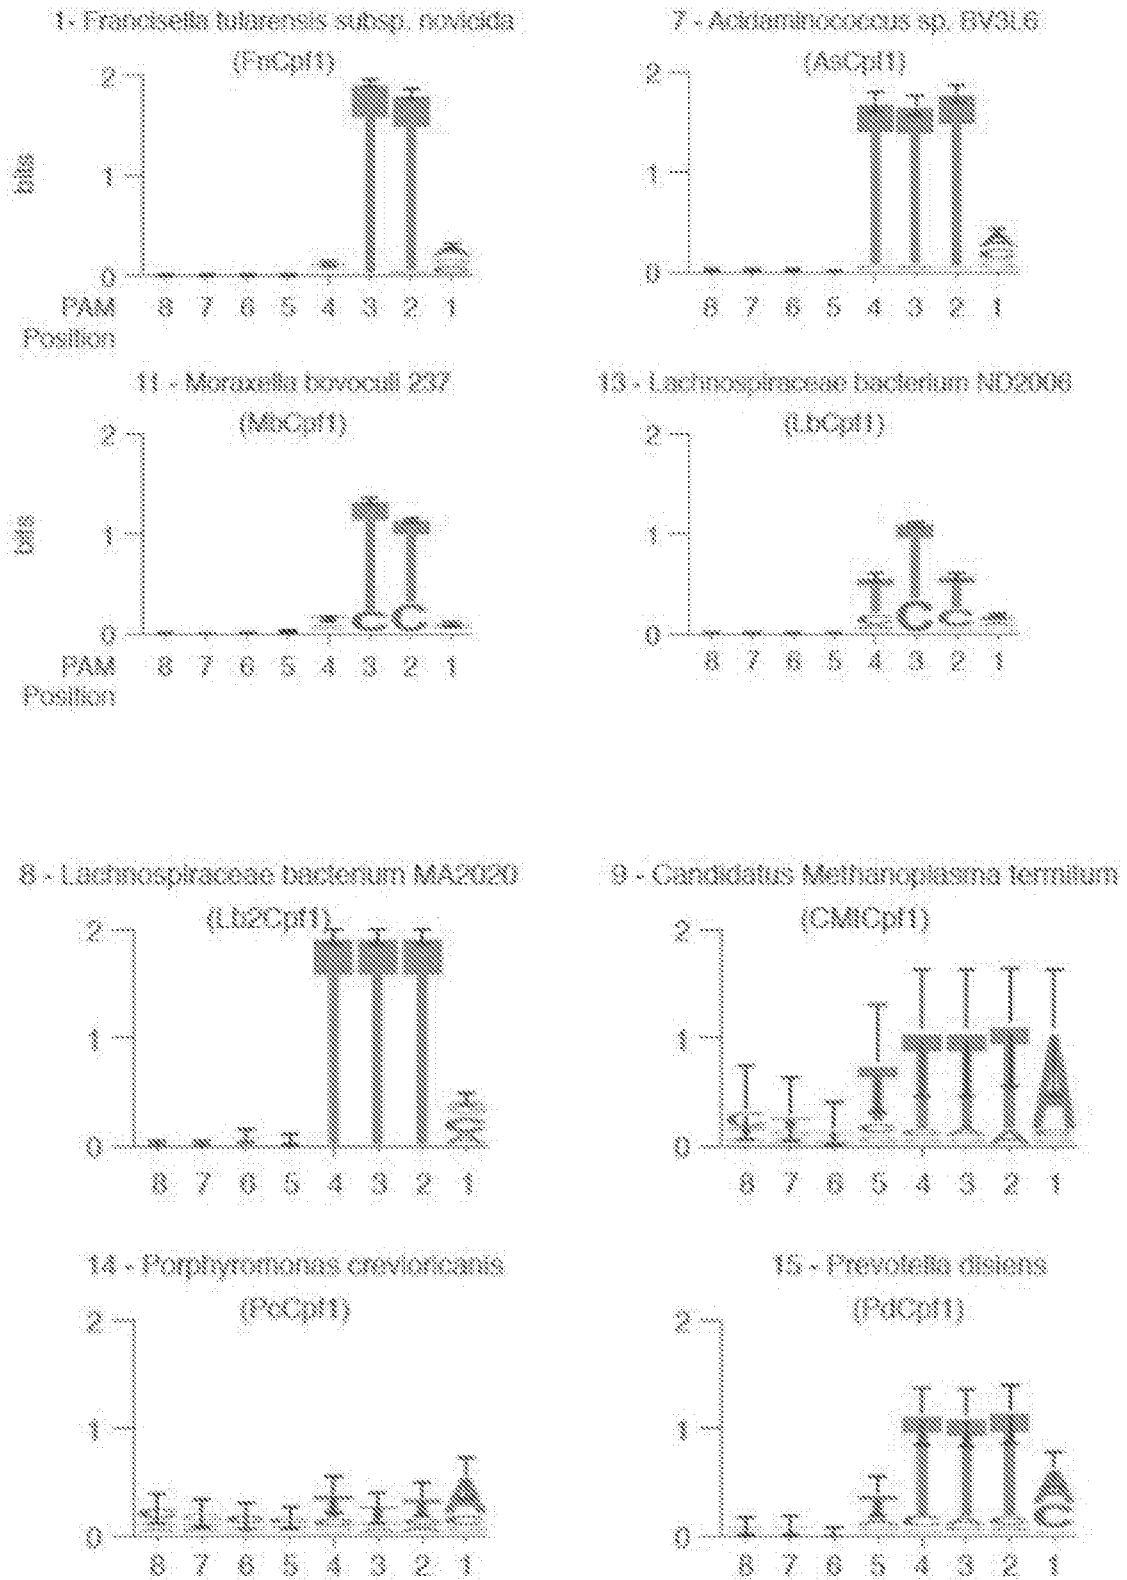 1- Francisella tularensis subsp. novicida
(FnCpf1)
7 - Acidaminococcus sp. BV3L6
(AsCpf1)
bits
2
1
0
T T A
PAM Position
8 7 6 5 4 3 2 1
2
1
0
T T T A
8 7 6 5 4 3 2 1
11 - Moraxella bovoculi 237
(MbCpf1)
13 - Lachnospiraceae bacterium ND2006
(LbCpf1)
bits
2
1
0
T T
C C
PAM Position
8 7 6 5 4 3 2 1
2
1
0
T T T
C C C
8 7 6 5 4 3 2 1
8 - Lachnospiraceae bacterium MA2020
(Lb2Cpf1)
9 - Candidatus Methanoplasma termitum
(CMtCpf1)
2
1
0
T T T
8 7 6 5 4 3 2 1
2
1
0
T T T T A
8 7 6 5 4 3 2 1
14 - Porphyromonas crevioricanis
(PcCpf1)
15 - Prevotella disiens
(PdCpf1)
2
1
0
A
8 7 6 5 4 3 2 1
2
1
0
T T T A
C
8 7 6 5 4 3 2 1